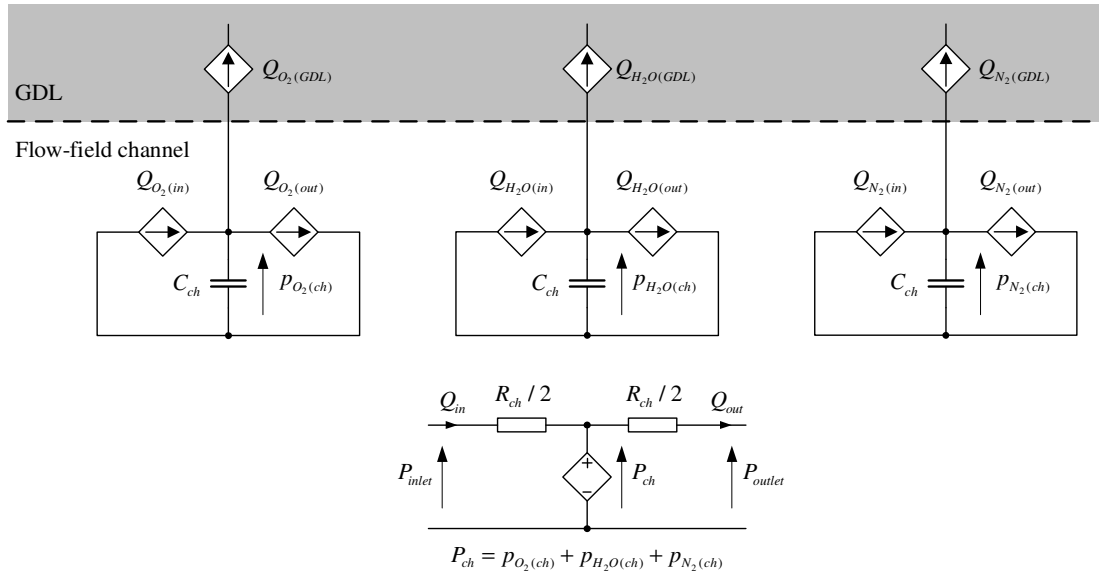 Q_{O_2(GDL)} Q_{H_2O(GDL)} Q_{N_2(GDL)}
GDL
Flow-field channel
Q_{O_2(in)} Q_{O_2(out)} Q_{H_2O(in)} Q_{H_2O(out)} Q_{N_2(in)} Q_{N_2(out)}
C_{ch} p_{O_2(ch)} C_{ch} p_{H_2O(ch)} C_{ch} p_{N_2(ch)}
Q_{in} R_{ch} / 2 R_{ch} / 2 Q_{out}
P_{inlet} + − P_{ch} P_{outlet}
P_{ch} = p_{O_2(ch)} + p_{H_2O(ch)} + p_{N_2(ch)}